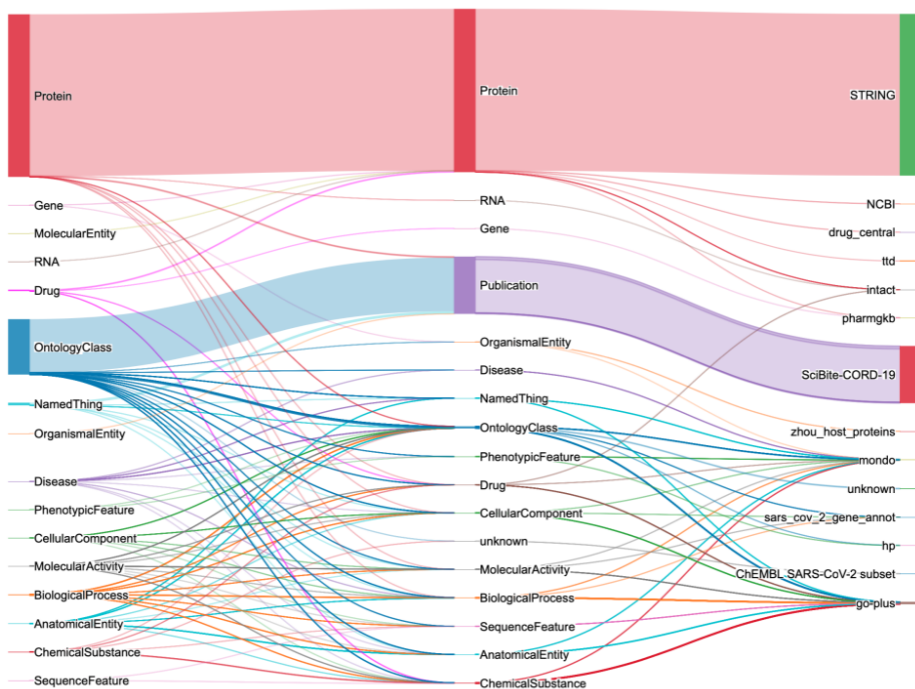 Protein
Gene
MolecularEntity
RNA
Drug
OntologyClass
NamedThing
OrganismalEntity
Disease
PhenotypicFeature
CellularComponent
MolecularActivity
BiologicalProcess
AnatomicalEntity
ChemicalSubstance
SequenceFeature
Protein
RNA
Gene
Publication
OrganismalEntity
Disease
NamedThing
OntologyClass
PhenotypicFeature
Drug
CellularComponent
unknown
MolecularActivity
BiologicalProcess
SequenceFeature
AnatomicalEntity
ChemicalSubstance
STRING
NCBI
drug_central
ttd
intact
pharmgkb
SciBite-CORD-19
zhou_host_proteins
mondo
unknown
sars_cov_2_gene_annot
hp
ChEMBL SARS-CoV-2 subset
go-plus